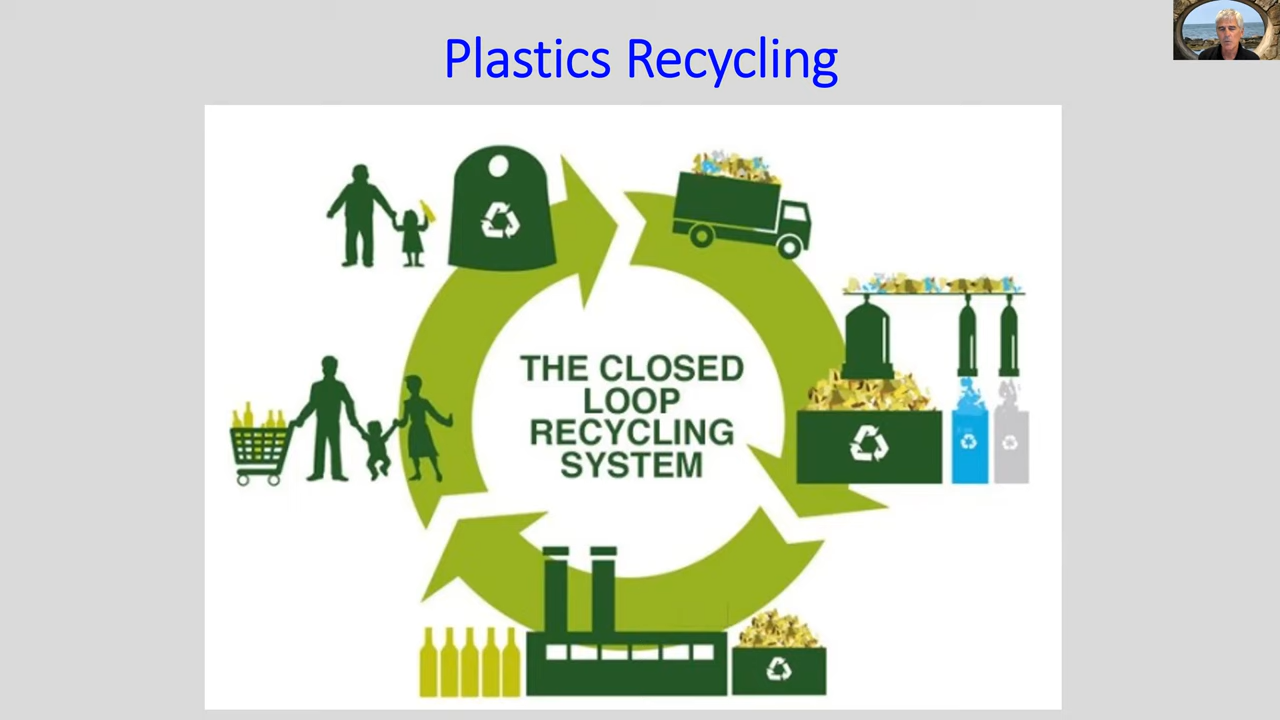 Plastics Recycling
THE CLOSED
LOOP
RECYCLING
SYSTEM